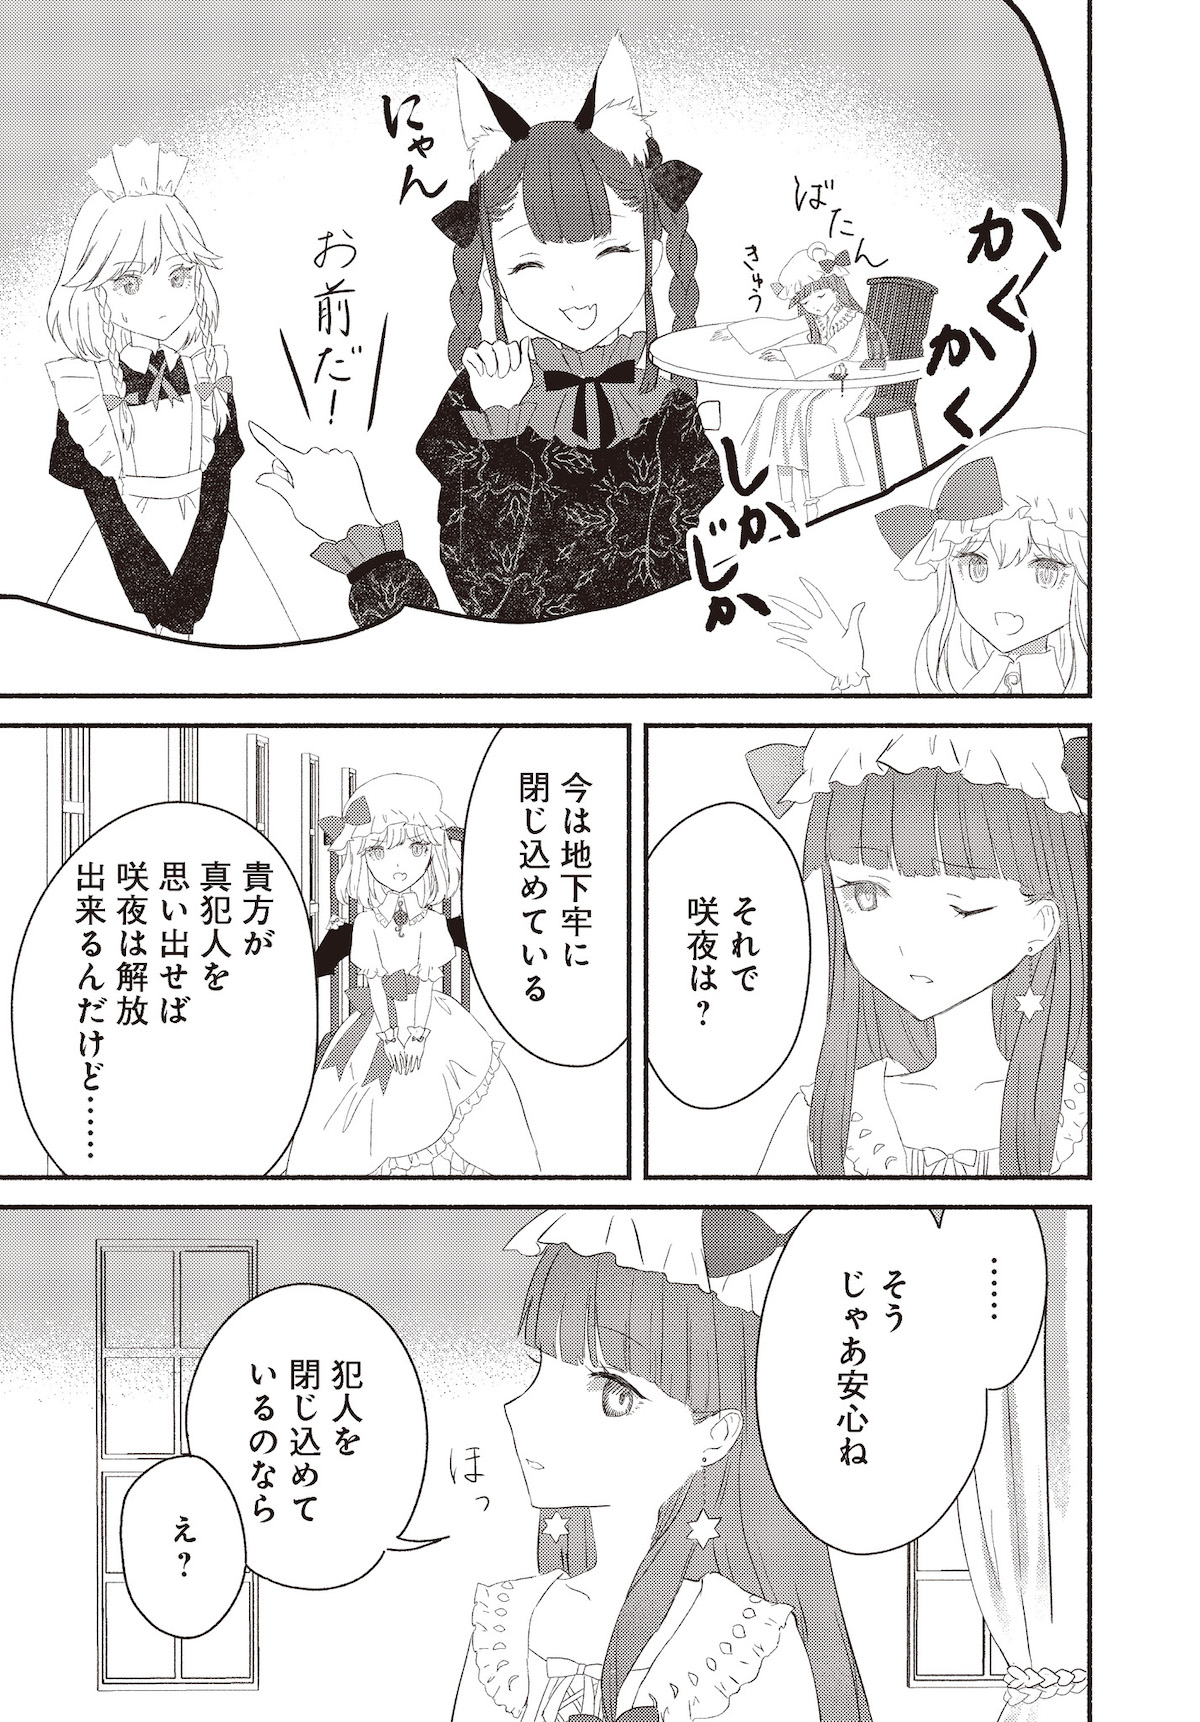 かくかく
しかじか
ばたん
きゅう
にゃん
お前だ！
それで
咲夜は？
今は地下牢に
閉じ込めている
貴方が
真犯人を
思い出せば
咲夜は解放
出来るんだけど……
……
そう
じゃあ安心ね
ほっ
犯人を
閉じ込めて
いるのなら
え？